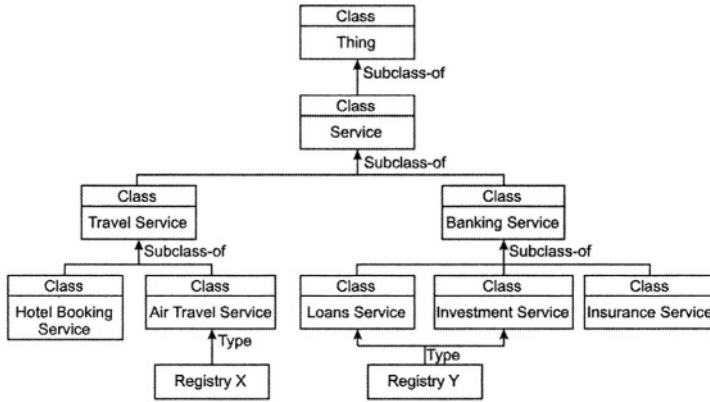 Class
Thing
Subclass-of
Class
Service
Subclass-of
Class
Travel Service
Class
Banking Service
Subclass-of
Subclass-of
Class
Hotel Booking
Service
Class
Air Travel Service
Class
Loans Service
Class
Investment Service
Class
Insurance Service
Type
Type
Registry X
Registry Y